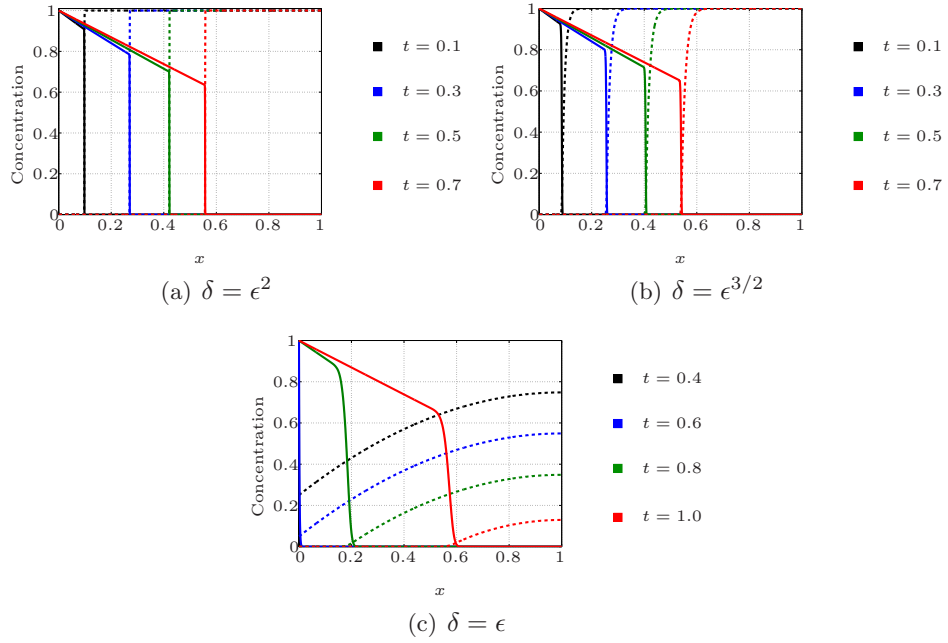 Concentration
1
0.8
0.6
0.4
0.2
0
0 0.2 0.4 0.6 0.8 1
x
t = 0.1
t = 0.3
t = 0.5
t = 0.7
(a) δ = ϵ²
Concentration
1
0.8
0.6
0.4
0.2
0
0 0.2 0.4 0.6 0.8 1
x
t = 0.1
t = 0.3
t = 0.5
t = 0.7
(b) δ = ϵ^{3/2}
Concentration
1
0.8
0.6
0.4
0.2
0
0 0.2 0.4 0.6 0.8 1
x
t = 0.4
t = 0.6
t = 0.8
t = 1.0
(c) δ = ϵ